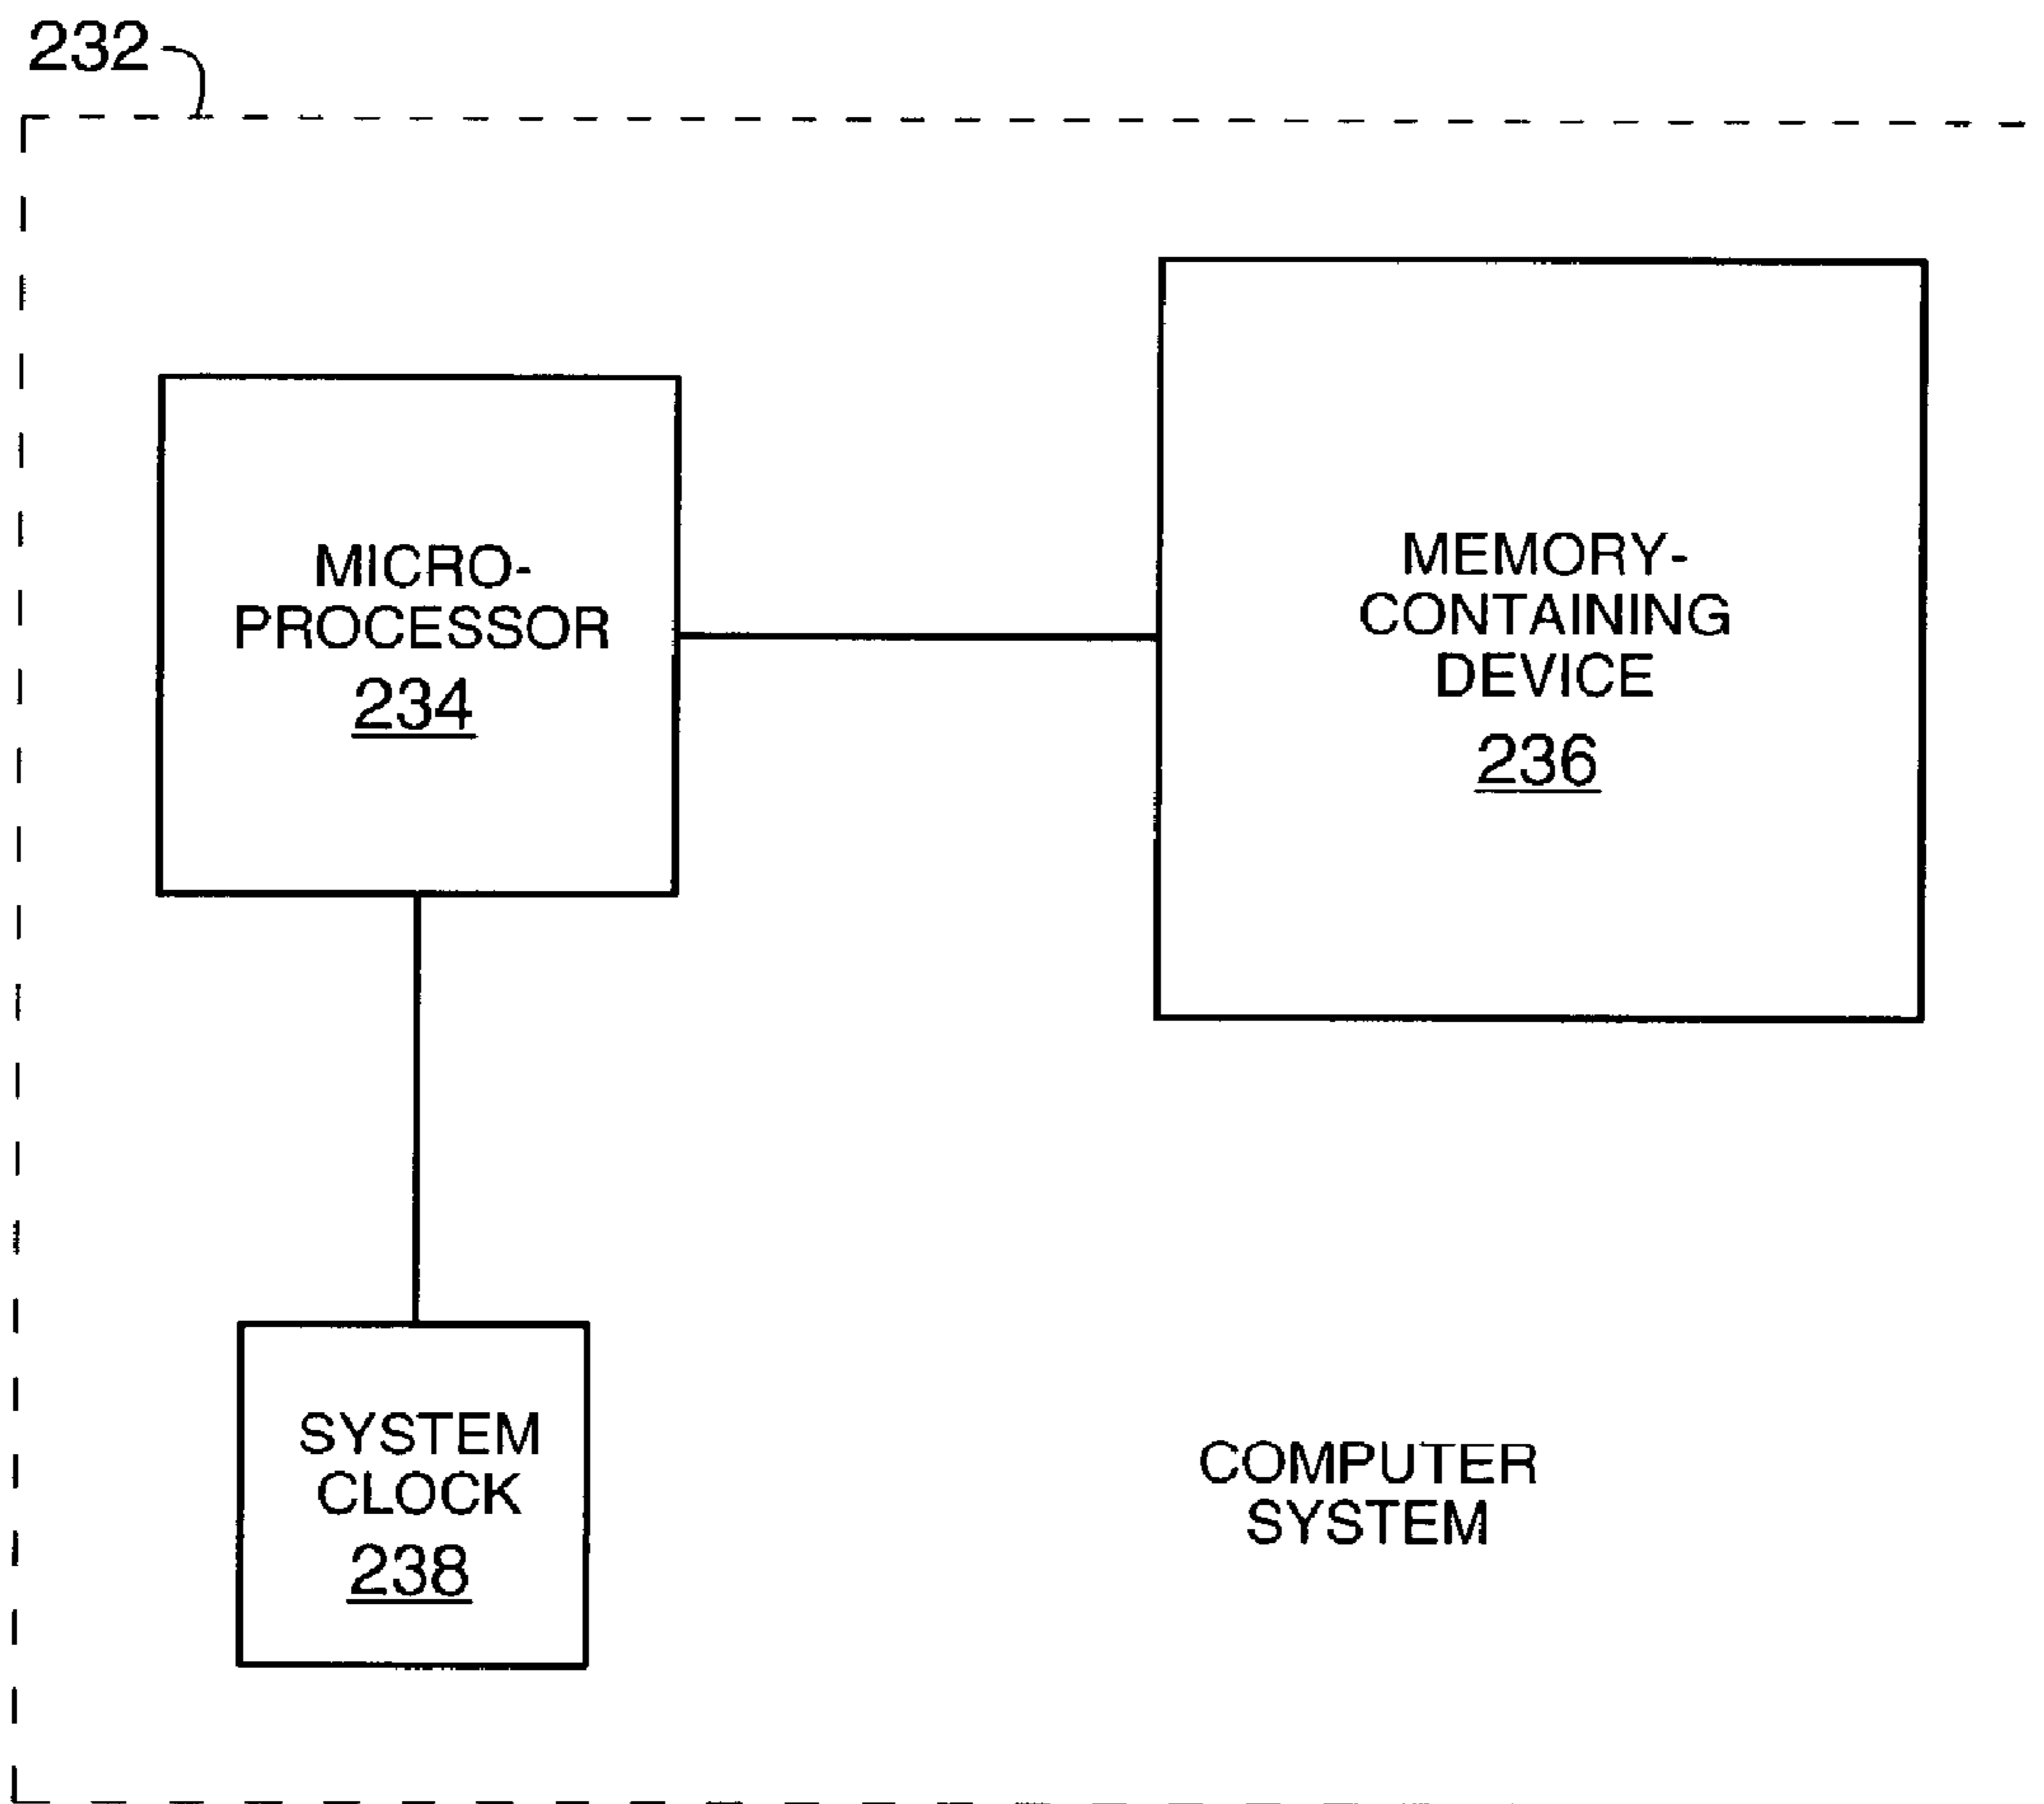 232
MICRO-
PROCESSOR
234
MEMORY-
CONTAINING
DEVICE
236
SYSTEM
CLOCK
238
COMPUTER
SYSTEM